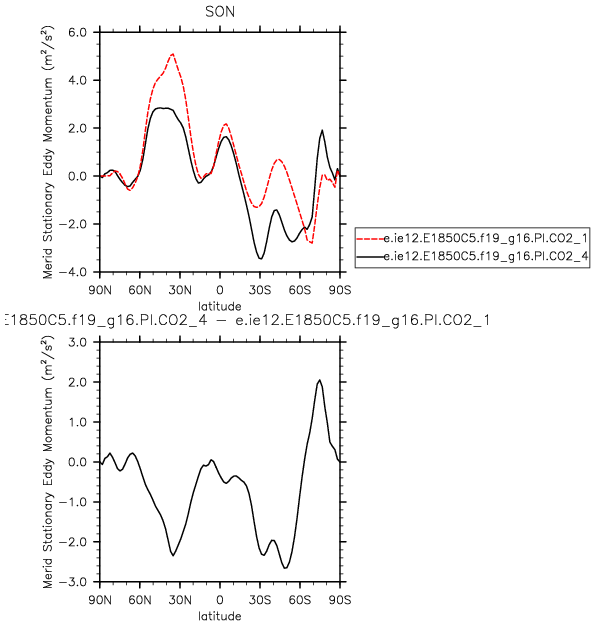 SON
Merid Stationary Eddy Momentum (m²/s²)
6.0
4.0
2.0
0.0
-2.0
-4.0
90N 60N 30N 0 30S 60S 90S
latitude
e.ie12.E1850C5.f19_g16.PI.CO2_1
e.ie12.E1850C5.f19_g16.PI.CO2_4
E1850C5.f19_g16.PI.CO2_4 - e.ie12.E1850C5.f19_g16.PI.CO2_1
Merid Stationary Eddy Momentum (m²/s²)
3.0
2.0
1.0
0.0
-1.0
-2.0
-3.0
90N 60N 30N 0 30S 60S 90S
latitude